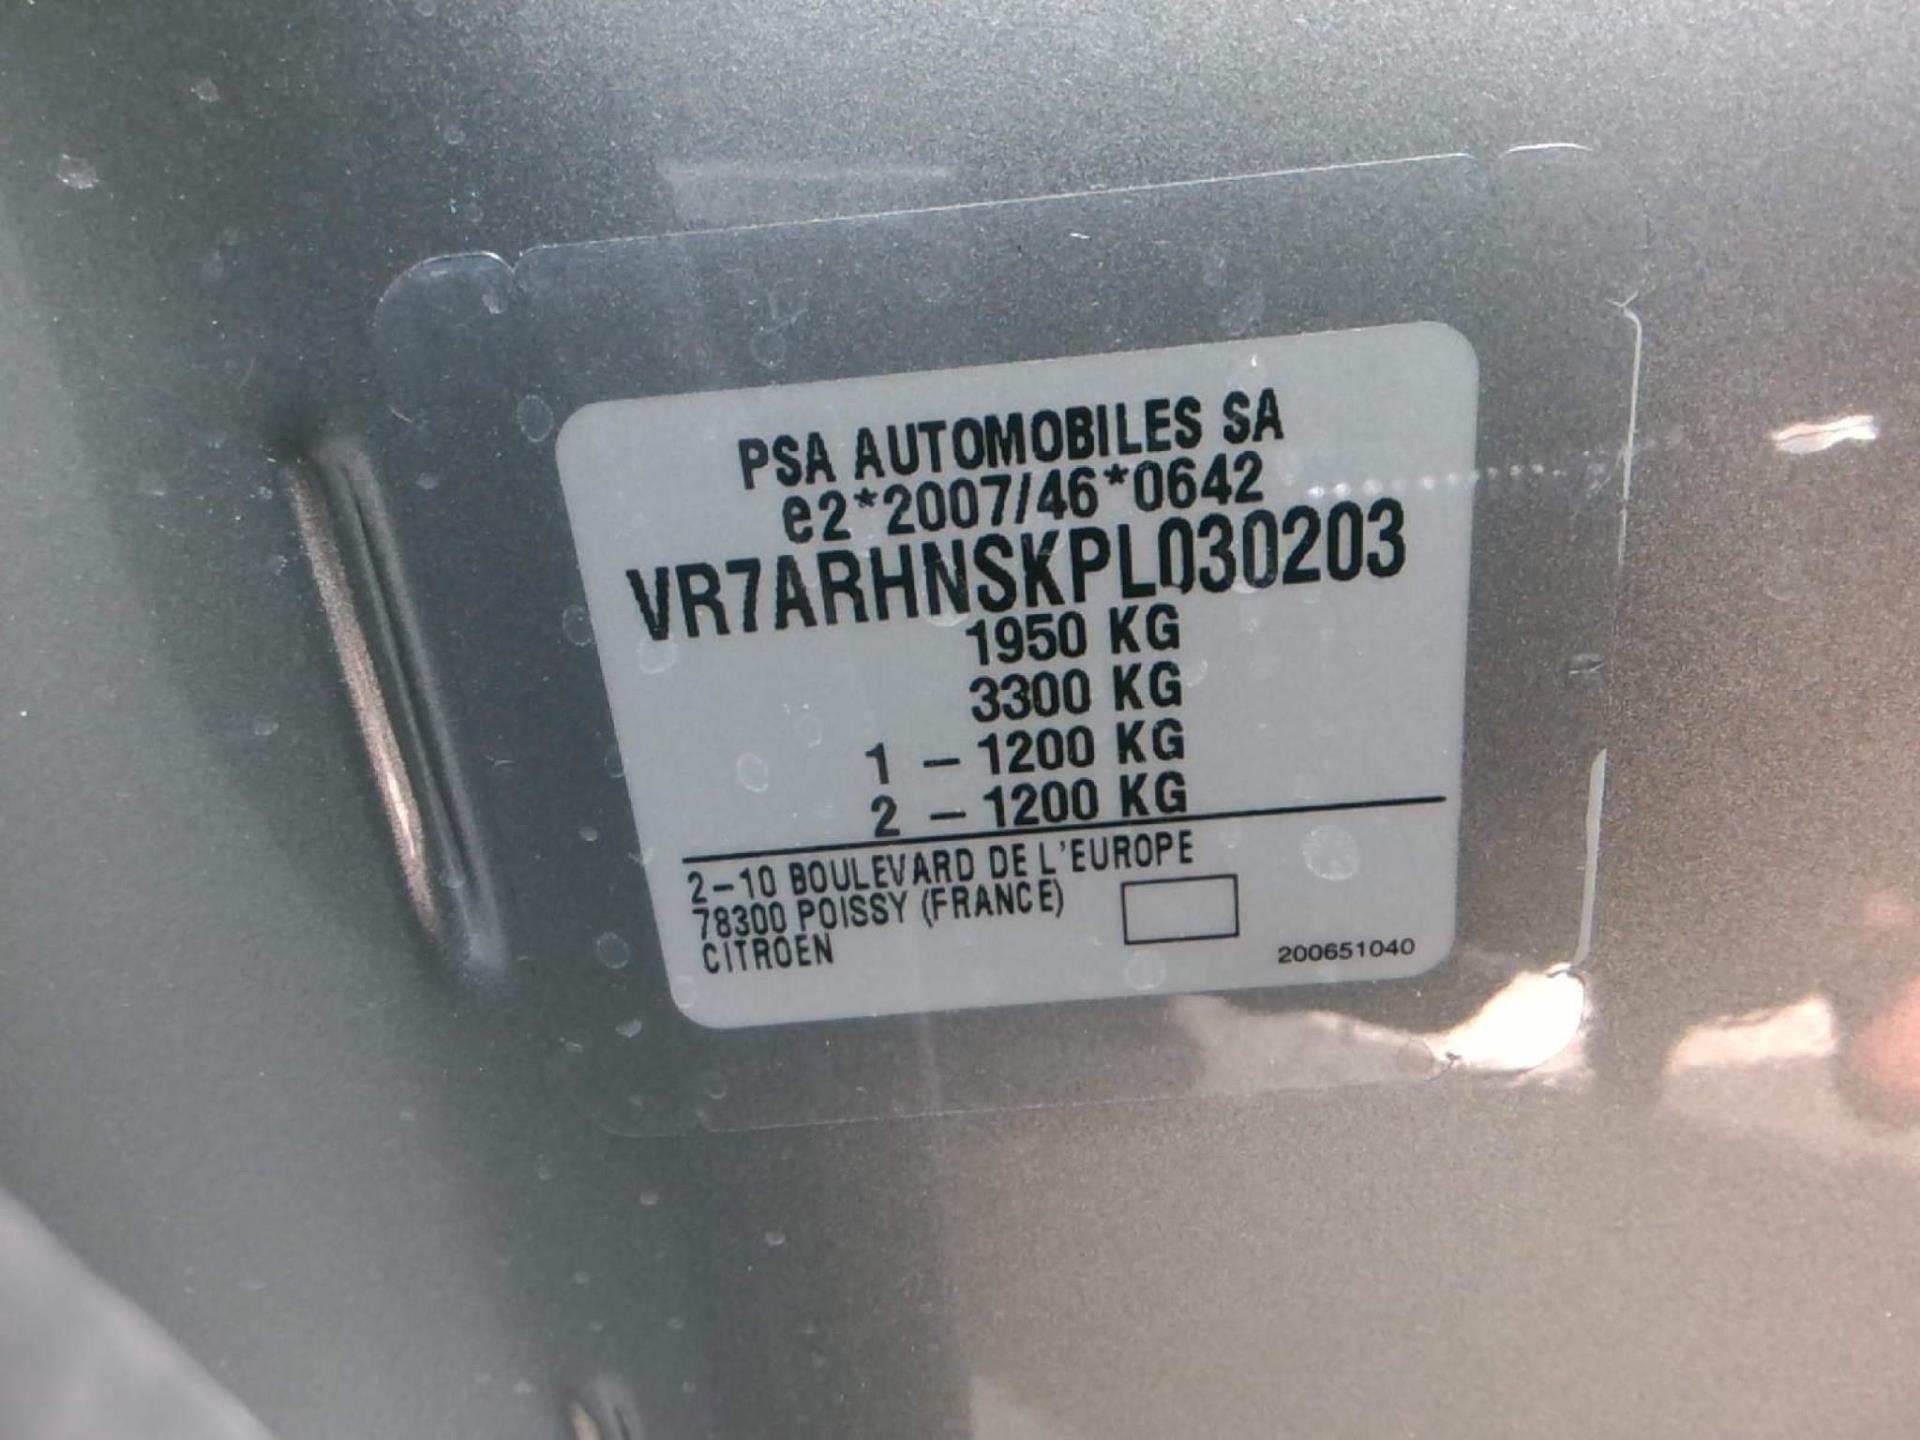 PSA AUTOMOBILES SA
e2*2007/46*0642
VR7ARHNSKPL030203
1950 KG
3300 KG
1 – 1200 KG
2 – 1200 KG
2–10 BOULEVARD DE L'EUROPE
78300 POISSY (FRANCE)
CITROEN
200651040